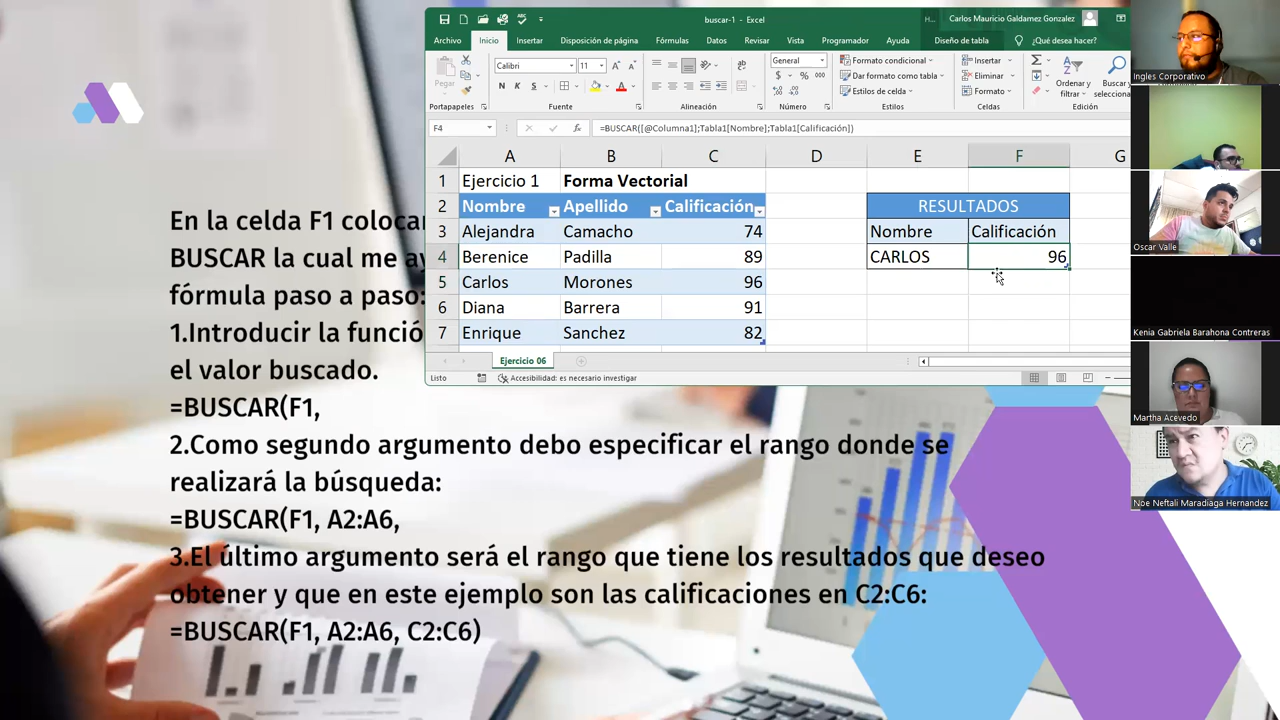 En la celda F1 colocar
BUSCAR la cual me ay
fórmula paso a paso:
1.Introducir la funció
el valor buscado.
=BUSCAR(F1,
2.Como segundo argumento debo especificar el rango donde se
realizará la búsqueda:
=BUSCAR(F1, A2:A6,
3.El último argumento será el rango que tiene los resultados que deseo
obtener y que en este ejemplo son las calificaciones en C2:C6:
=BUSCAR(F1, A2:A6, C2:C6)
buscar-1 - Excel
H...
Carlos Mauricio Galdamez Gonzalez
Archivo Inicio Insertar Disposición de página Fórmulas Datos Revisar Vista Programador Ayuda Diseño de tabla ¿Qué desea hacer?
Pegar
Calibri 11
N K S
General
$ % 000
Formato condicional
Dar formato como tabla
Estilos de celda
Insertar
Eliminar
Formato
Ordenar y
filtrar
Buscar y
selecciona
Portapapeles Fuente Alineación Número Estilos Celdas Edición
F4 fx =BUSCAR([@Columna1];Tabla1[Nombre];Tabla1[Calificación])
A B C D E F G
1 Ejercicio 1 Forma Vectorial
2 Nombre Apellido Calificación RESULTADOS
3 Alejandra Camacho 74 Nombre Calificación
4 Berenice Padilla 89 CARLOS 96
5 Carlos Morones 96
6 Diana Barrera 91
7 Enrique Sanchez 82
Ejercicio 06
Listo Accesibilidad: es necesario investigar
Ingles Corporativo
Oscar Valle
Kenia Gabriela Barahona Contreras
Martha Acevedo
Noe Neftali Maradiaga Hernandez